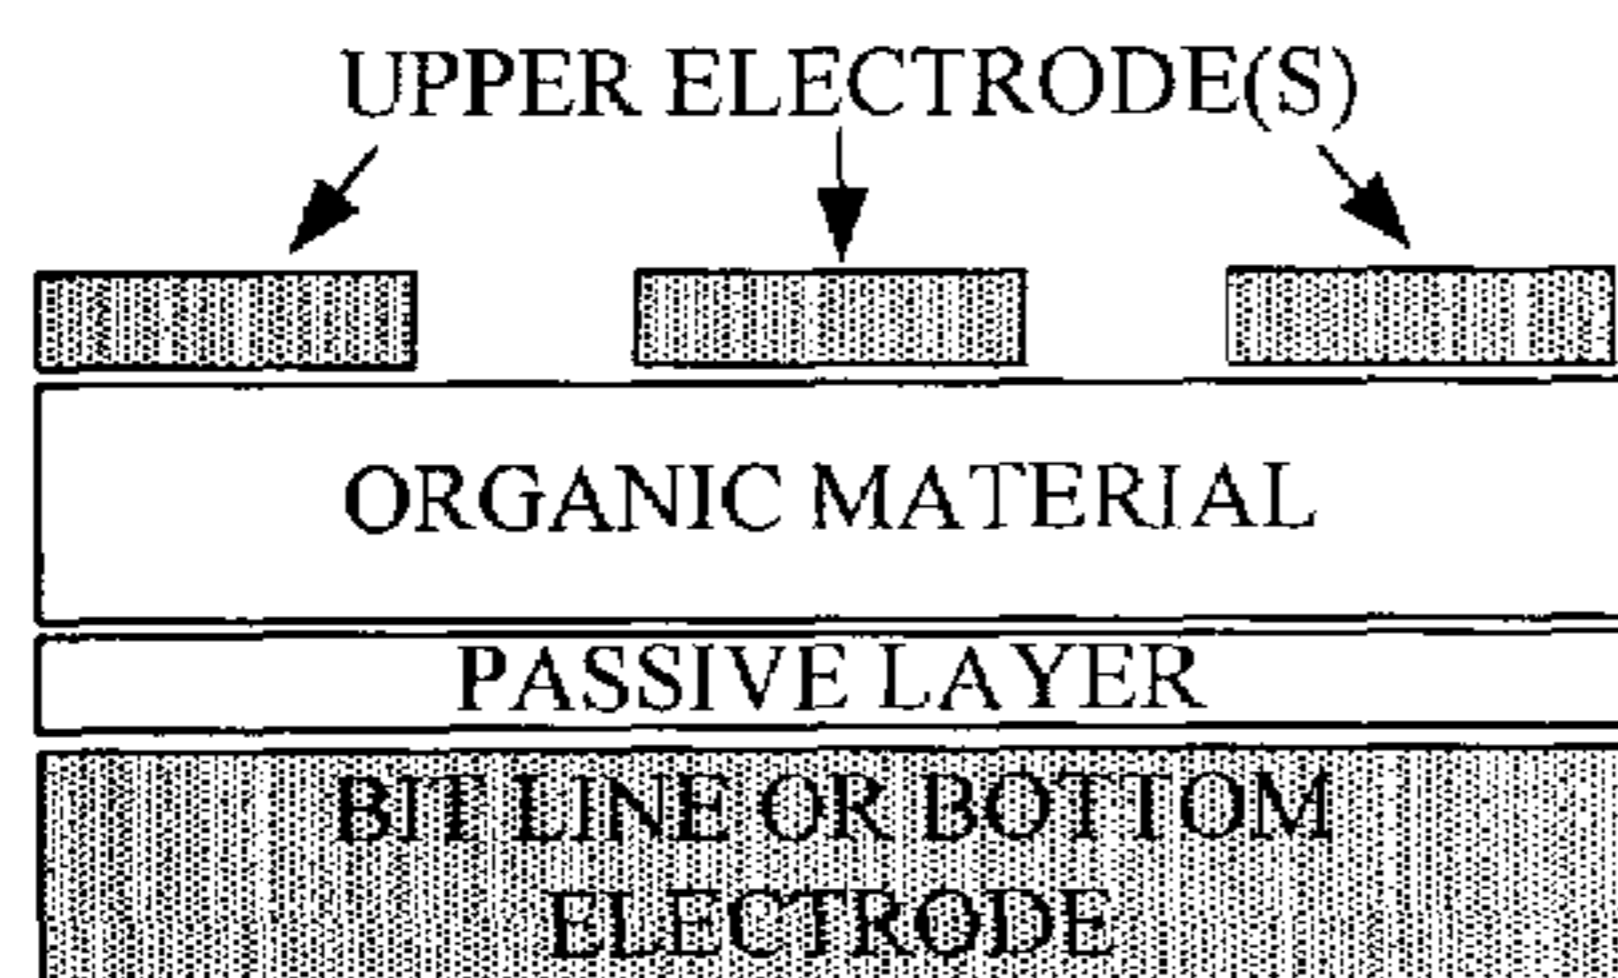 UPPER ELECTRODE(S)
ORGANIC MATERIAL
PASSIVE LAYER
BIT LINE OR BOTTOM
ELECTRODE